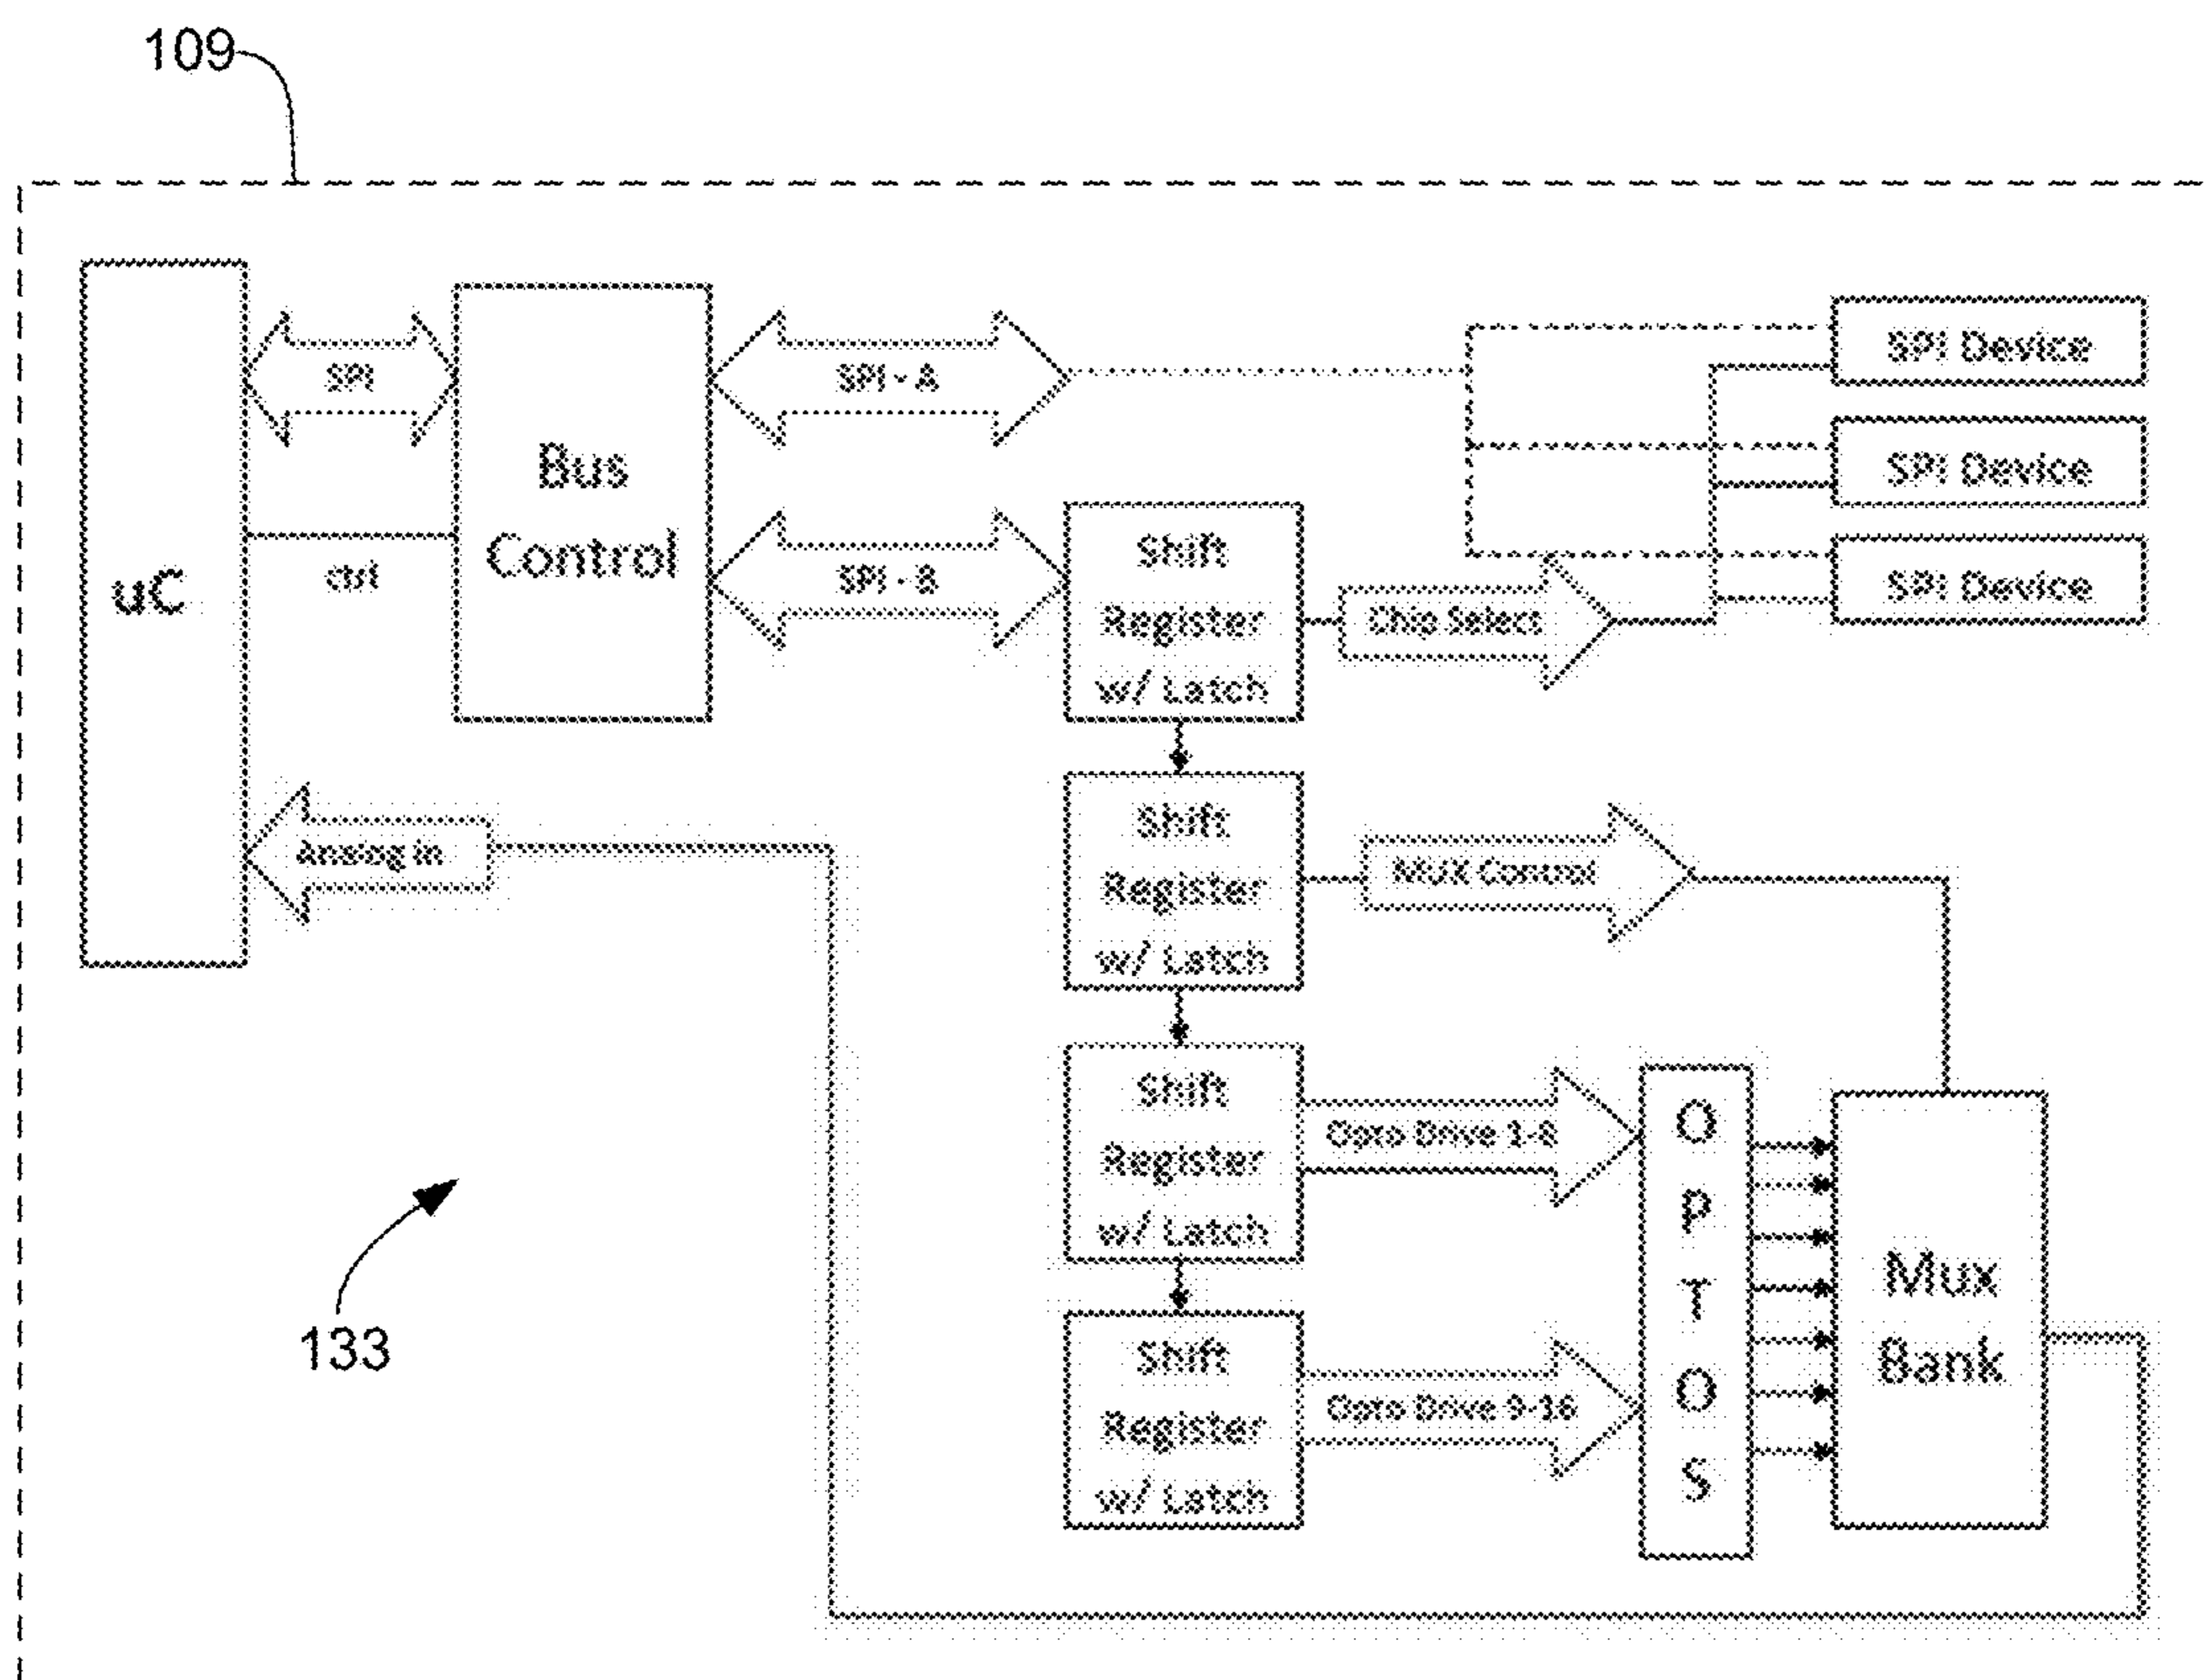 109
uC
SPI
ctrl
Analog in
Bus
Control
SPI - A
SPI - B
Shift
Register
w/ Latch
Chip Select
SPI Device
SPI Device
SPI Device
Shift
Register
w/ Latch
MUX Control
Shift
Register
w/ Latch
Opto Drive 1-8
Shift
Register
w/ Latch
Opto Drive 9-16
O
P
T
O
S
Mux
Bank
133